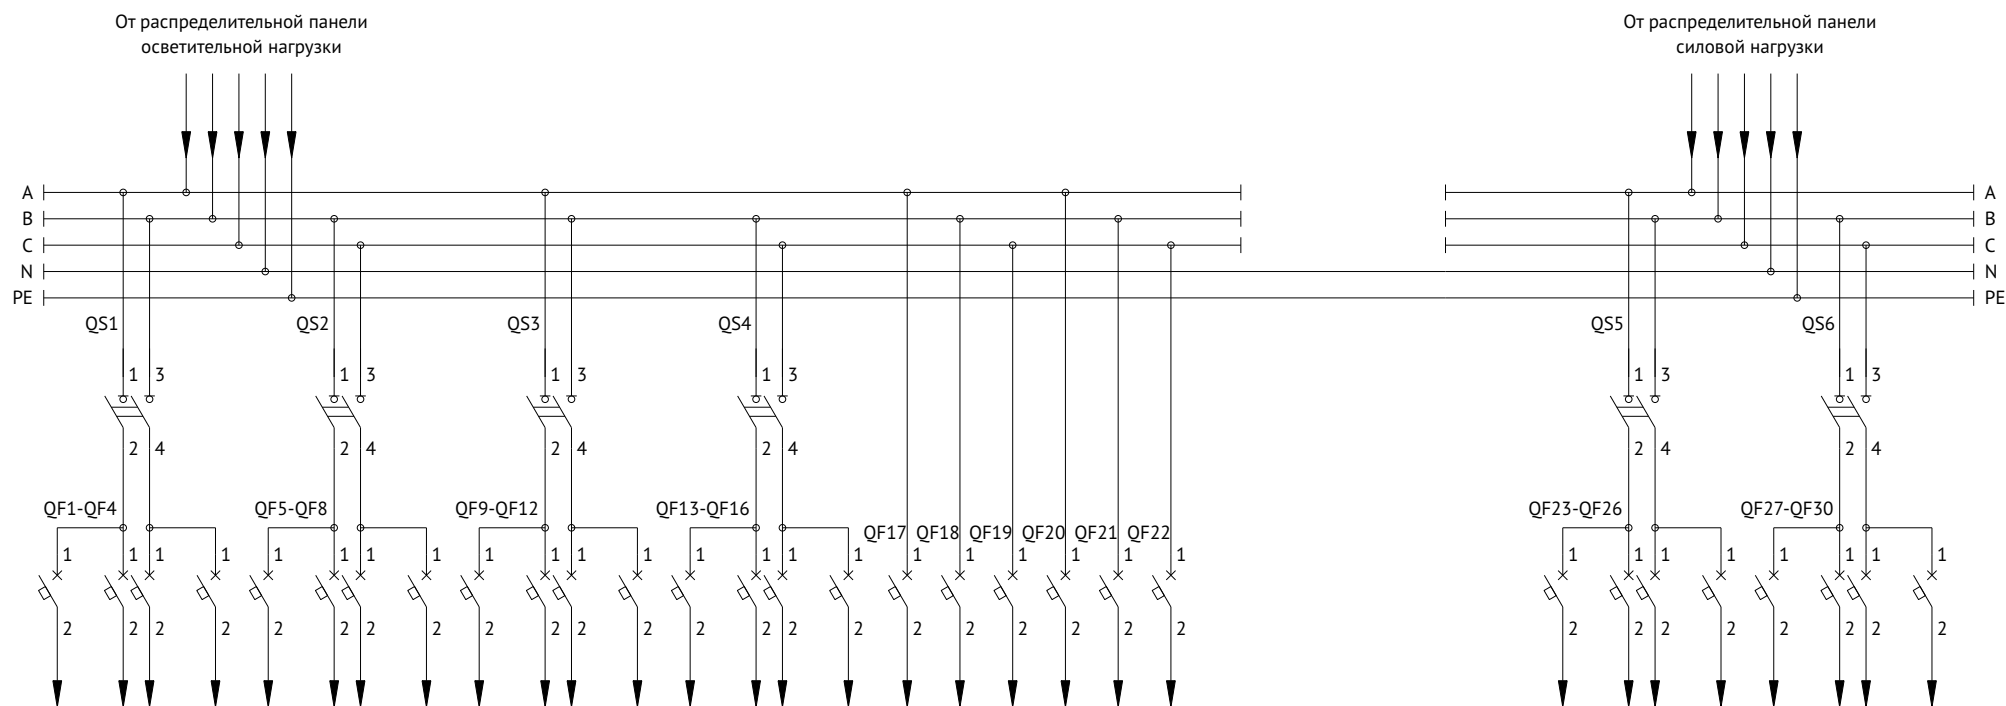 От распределительной панели
осветительной нагрузки
От распределительной панели
силовой нагрузки
A A
B B
C C
N N
PE PE
QS1 QS2 QS3 QS4 QS5 QS6
1 3 1 3 1 3 1 3 1 3 1 3
2 4 2 4 2 4 2 4 2 4 2 4
QF1-QF4 QF5-QF8 QF9-QF12 QF13-QF16 QF23-QF26 QF27-QF30
QF17 QF18 QF19 QF20 QF21 QF22
1 1 1 1 1 1 1 1 1 1 1 1 1 1 1 1 1 1 1 1 1 1 1 1 1 1 1 1 1 1
2 2 2 2 2 2 2 2 2 2 2 2 2 2 2 2 2 2 2 2 2 2 2 2 2 2 2 2 2 2